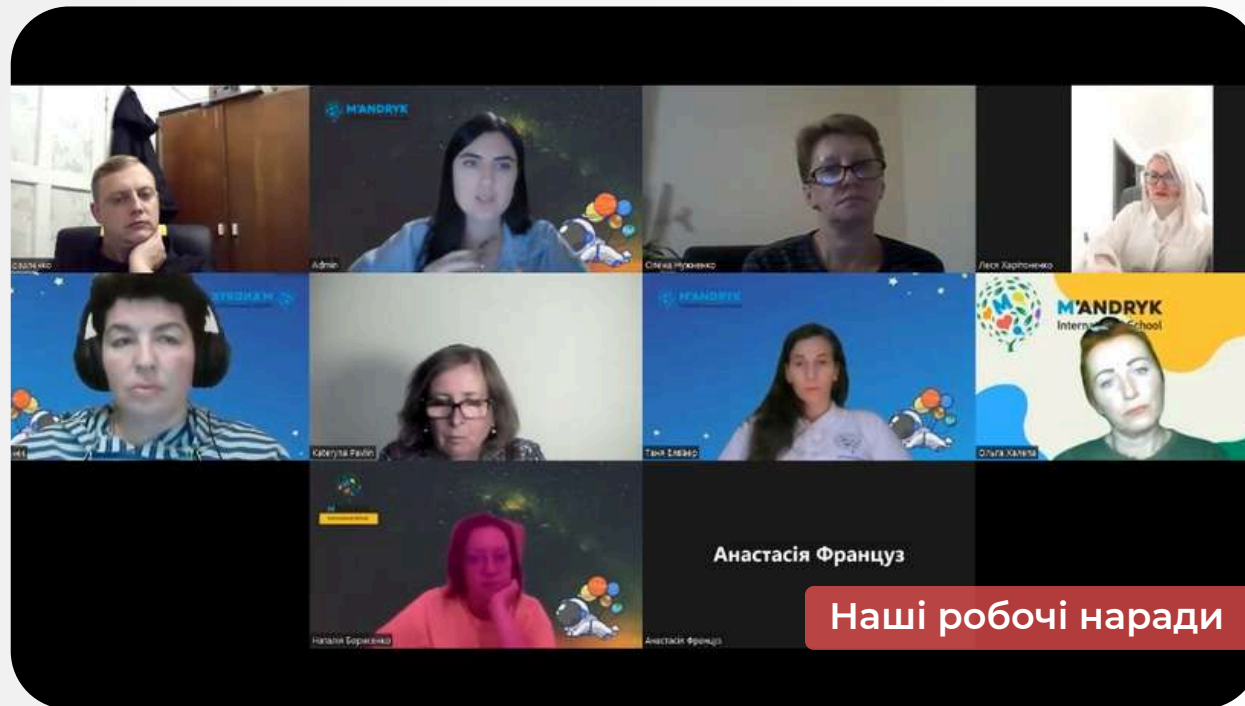 M'ANDRYK
Admin
Олена Нужненко
Леся Харітоненко
M'ANDRYK
M'ANDRYK
M'ANDRYK
International School
Kateryna Pavlin
Таня
Ольга Халепа
Наталія Борисенко
Анастасія Француз
Анастасія Француз
Наші робочі наради